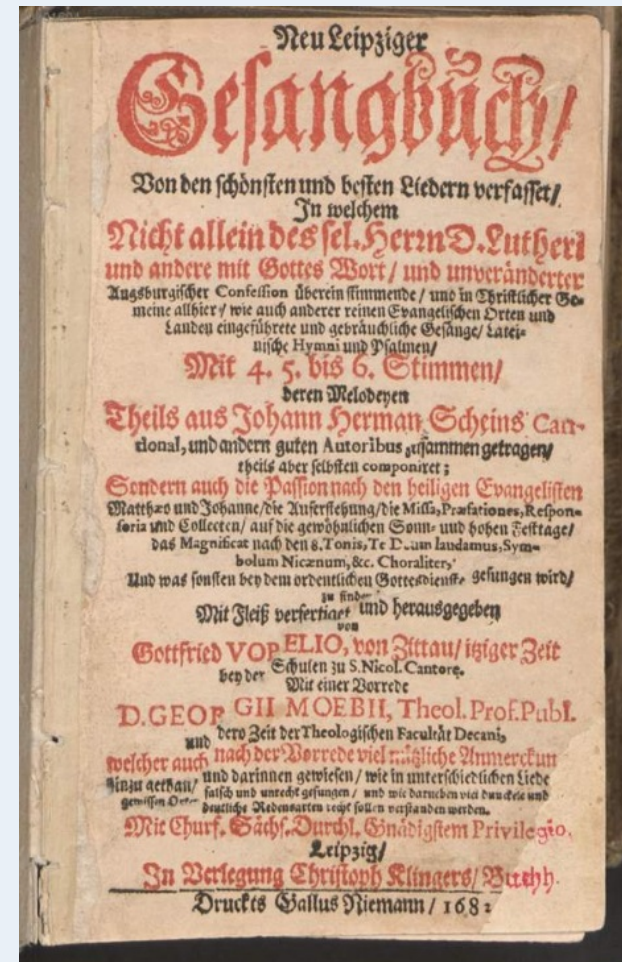 Neu Leipziger
Gesangbuch/
Von den schönsten und besten Liedern verfasset/
In welchem
Nicht allein des sel. Herrn D. Lutheri
und andere mit Gottes Wort/ und unveränderter
Augsburgischer Confession überein stimmende/ und in Christlicher Ge-
meine allhier/ wie auch anderer reinen Evangelischen Orten und
Landen eingeführete und gebräuchliche Gesänge/ Latei-
nische Hymni und Psalmen/
Mit 4. 5. bis 6. Stimmen/
deren Melodeyen
Theils aus Johann Herman Scheins Can-
tional, und andern guten Autoribus zusammen getragen/
theils aber selbsten componiret;
Sondern auch die Passion nach den heiligen Evangelisten
Matthæo und Johanne/ die Auferstehung/ die Missa, Præfationes, Respon-
soria und Collecten/ auf die gewöhnlichen Sonn- und hohen Festtage/
das Magnificat nach den 8. Tonis, Te Deum laudamus, Sym-
bolum Nicænum, &c. Choraliter,
Und was sonsten bey dem ordentlichen Gottesdienste gesungen wird/
zu finden
Mit Fleiß verfertiget und herausgegeben
von
Gottfried VOPELIO, von Zittau/ itziger Zeit
bey der Schulen zu S. Nicol. Cantore.
Mit einer Vorrede
D. GEORGII MOEBII, Theol. Prof. Publ.
und dero Zeit der Theologischen Facultät Decani,
welcher auch nach der Vorrede viel nützliche Anmerckun
hinzu gethan/ und darinnen gewiesen/ wie in unterschiedlichen Liede
gewissen Orten falsch und unrecht gesungen/ und wie darneben viel dunckele und
deutliche Redensarten recht sollen verstanden werden.
Mit Churf. Sächs. Durchl. Gnädigstem Privilegio.
Leipzig/
In Verlegung Christoph Klingers/ Buchh.
Druckts Gallus Niemann/ 1682